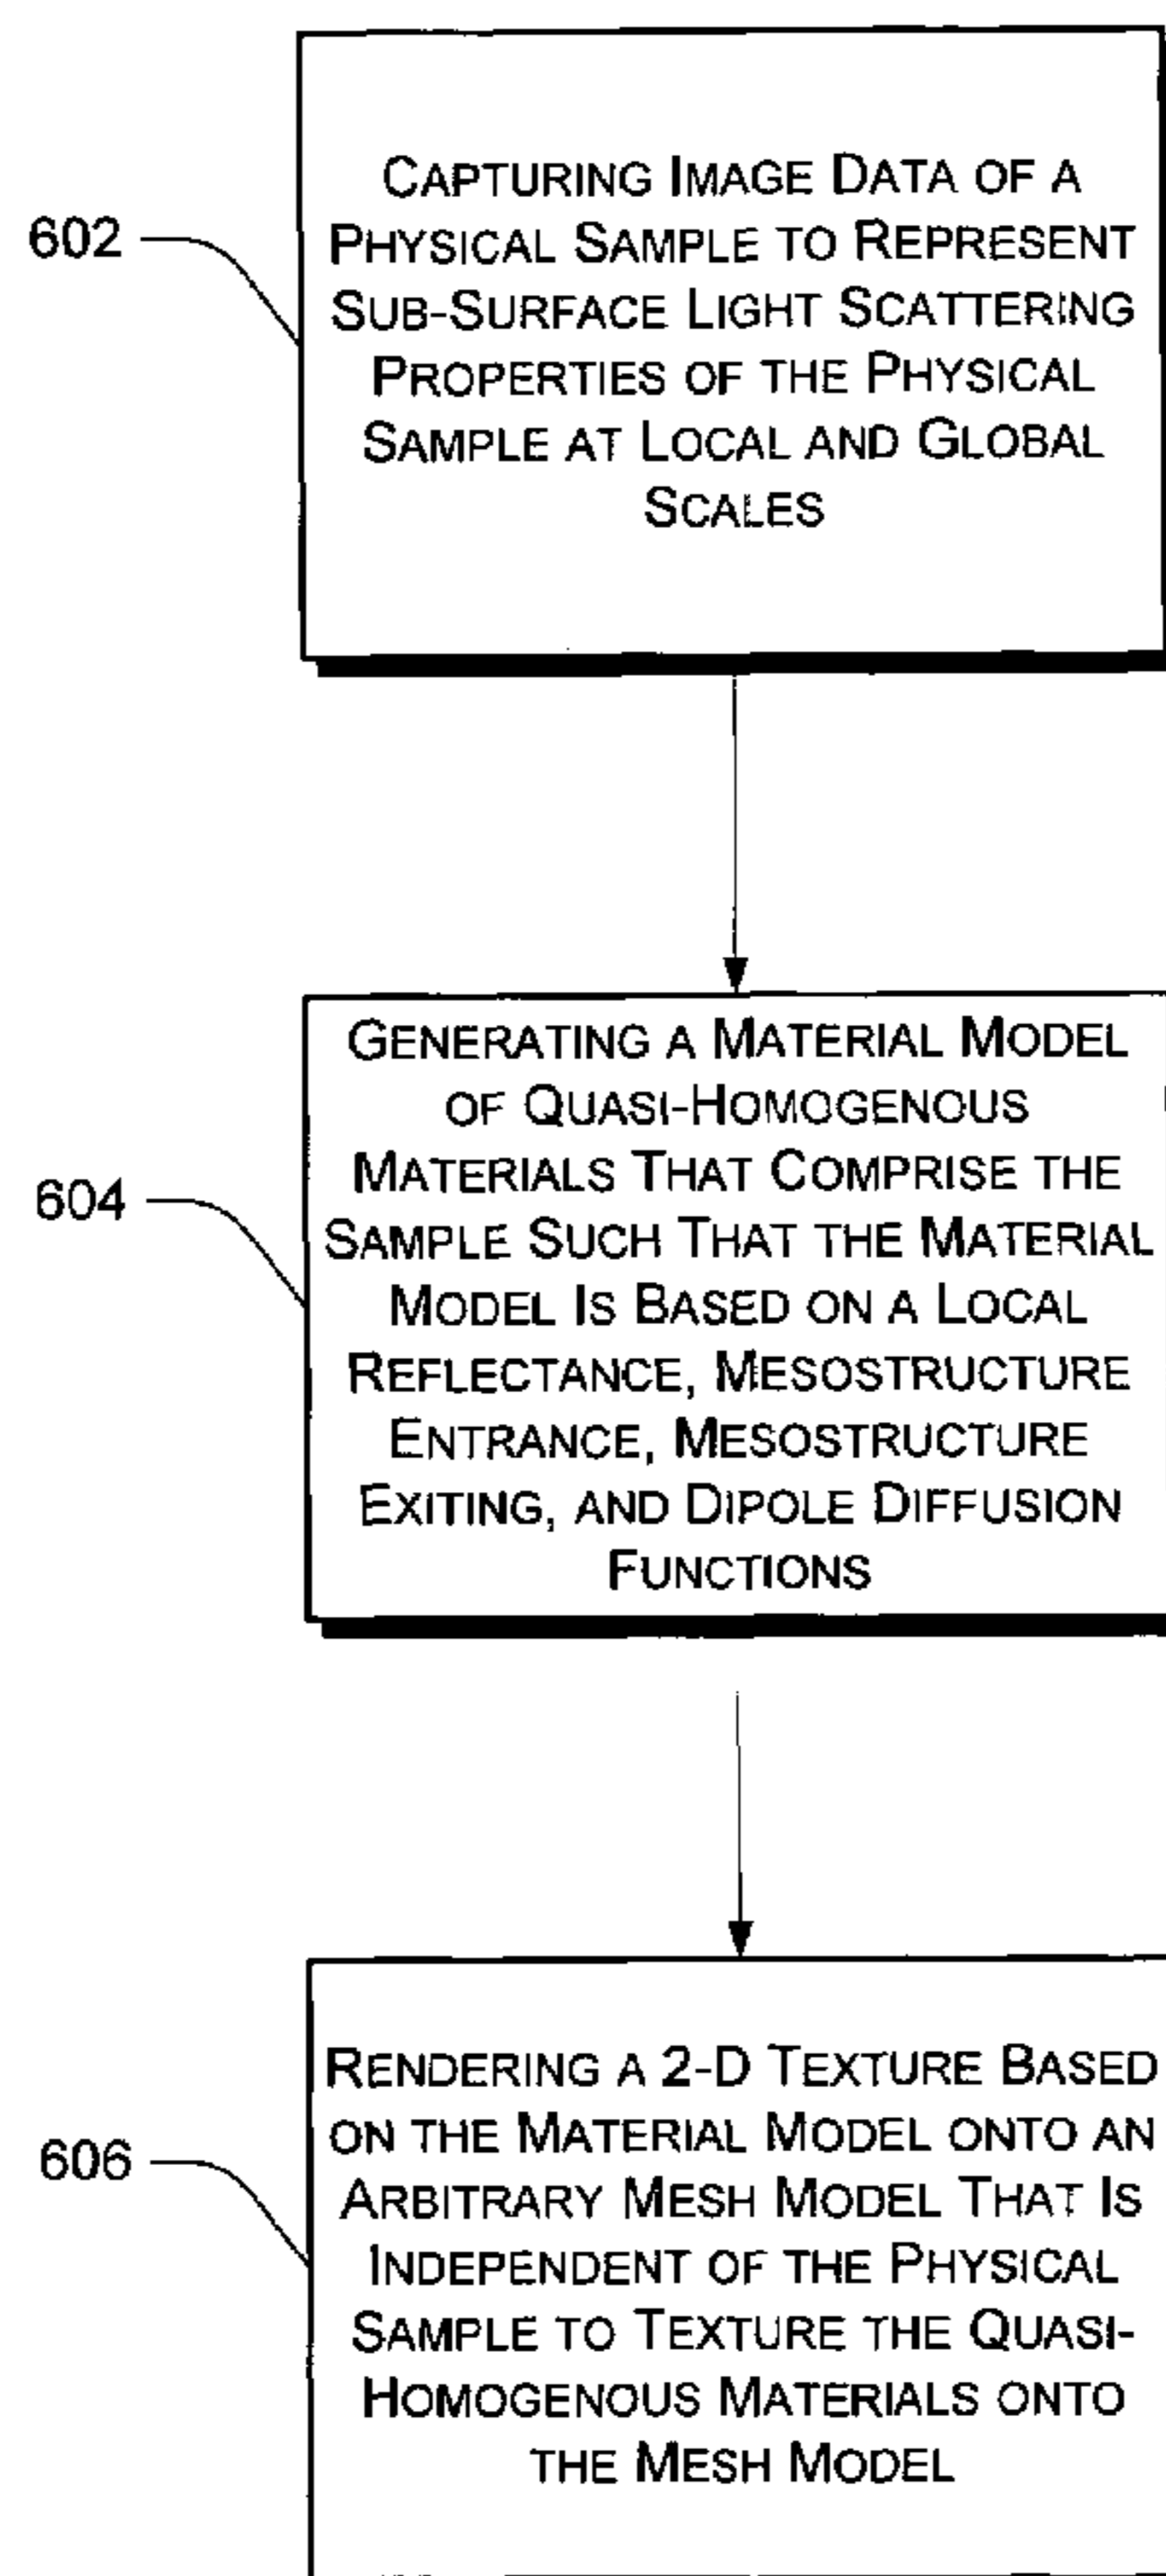 602
CAPTURING IMAGE DATA OF A
PHYSICAL SAMPLE TO REPRESENT
SUB-SURFACE LIGHT SCATTERING
PROPERTIES OF THE PHYSICAL
SAMPLE AT LOCAL AND GLOBAL
SCALES
604
GENERATING A MATERIAL MODEL
OF QUASI-HOMOGENOUS
MATERIALS THAT COMPRISE THE
SAMPLE SUCH THAT THE MATERIAL
MODEL IS BASED ON A LOCAL
REFLECTANCE, MESOSTRUCTURE
ENTRANCE, MESOSTRUCTURE
EXITING, AND DIPOLE DIFFUSION
FUNCTIONS
606
RENDERING A 2-D TEXTURE BASED
ON THE MATERIAL MODEL ONTO AN
ARBITRARY MESH MODEL THAT IS
INDEPENDENT OF THE PHYSICAL
SAMPLE TO TEXTURE THE QUASI-
HOMOGENOUS MATERIALS ONTO
THE MESH MODEL